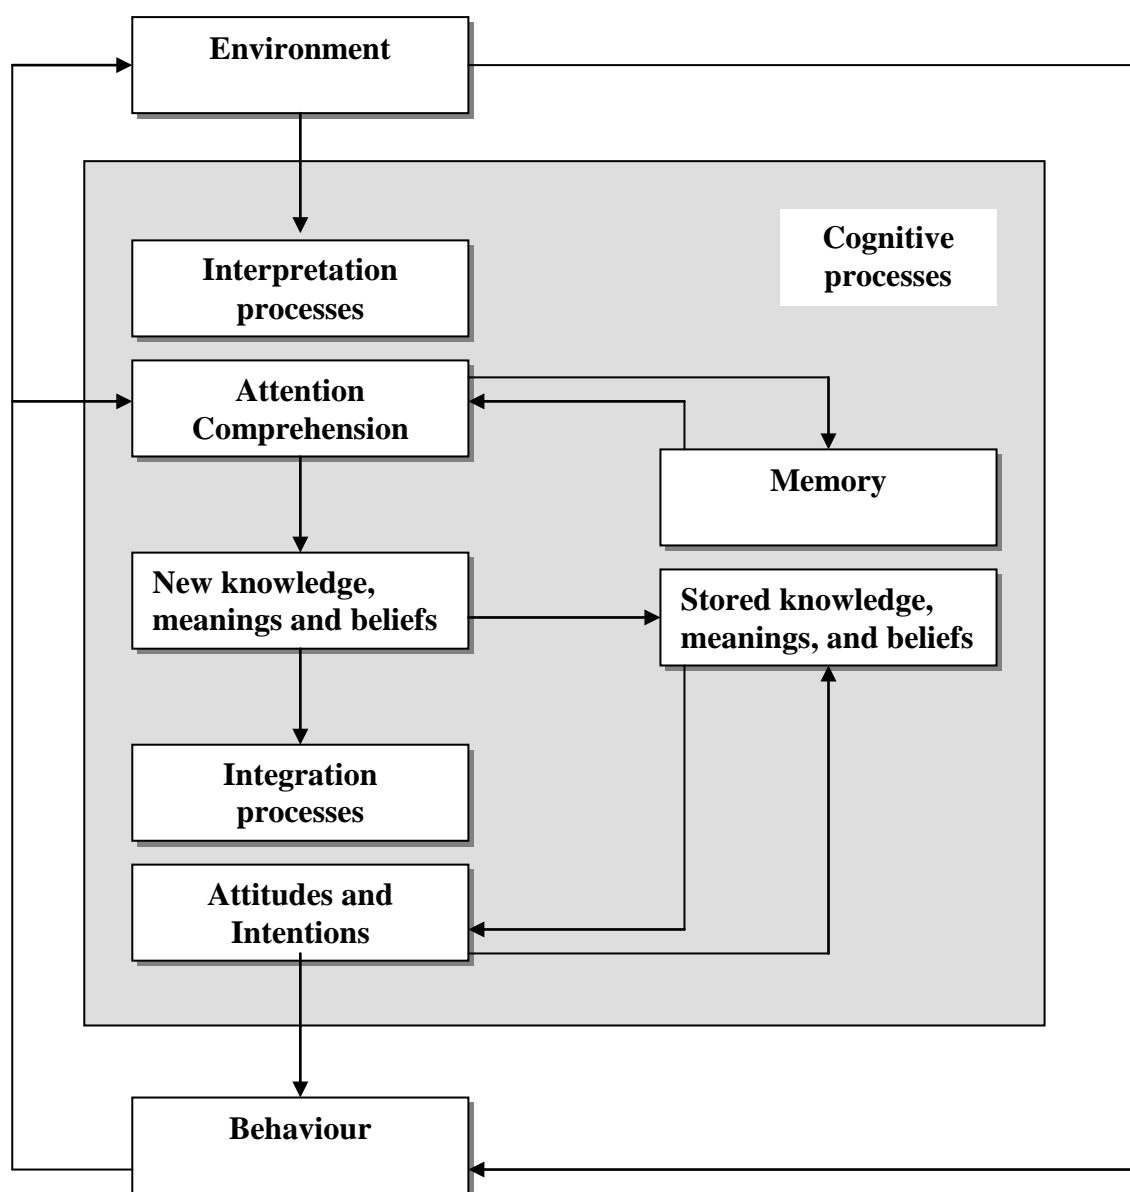 Environment
Cognitive
processes
Interpretation
processes
Attention
Comprehension
Memory
New knowledge,
meanings and beliefs
Stored knowledge,
meanings, and beliefs
Integration
processes
Attitudes and
Intentions
Behaviour